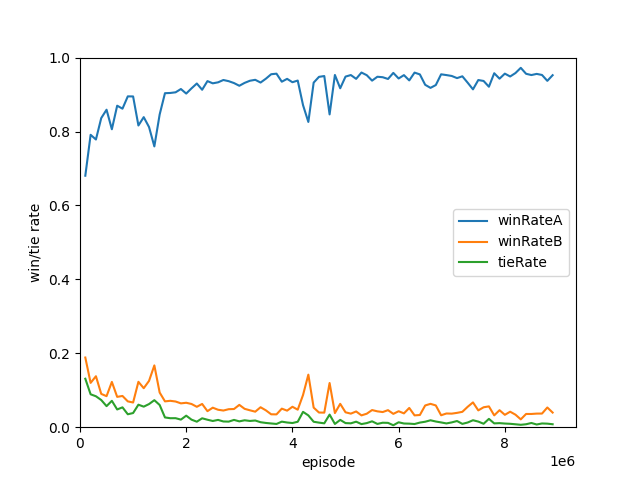 1.0
0.8
0.6
0.4
0.2
0.0
win/tie rate
winRateA
winRateB
tieRate
0 2 4 6 8
1e6
episode